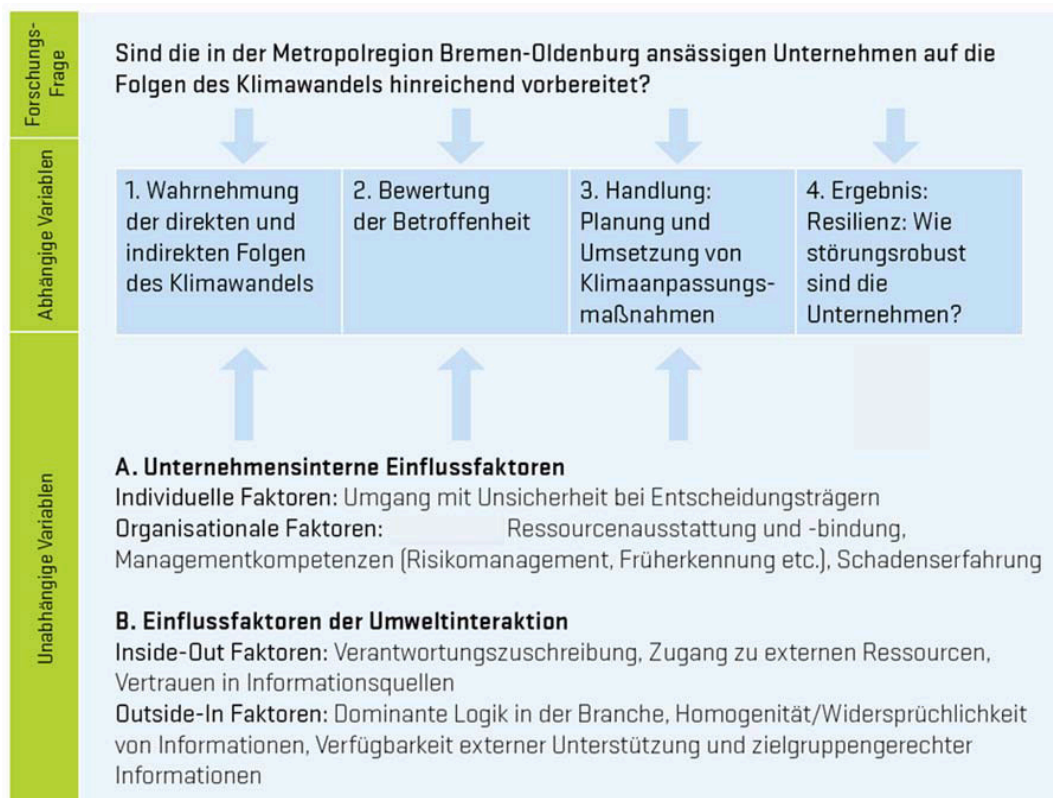 Forschungs-
Frage
Sind die in der Metropolregion Bremen-Oldenburg ansässigen Unternehmen auf die
Folgen des Klimawandels hinreichend vorbereitet?
Abhängige Variablen
1. Wahrnehmung
der direkten und
indirekten Folgen
des Klimawandels
2. Bewertung
der Betroffenheit
3. Handlung:
Planung und
Umsetzung von
Klimaanpassungs-
maßnahmen
4. Ergebnis:
Resilienz: Wie
störungsrobust
sind die
Unternehmen?
Unabhängige Variablen
A. Unternehmensinterne Einflussfaktoren
Individuelle Faktoren: Umgang mit Unsicherheit bei Entscheidungsträgern
Organisationale Faktoren: Ressourcenausstattung und -bindung,
Managementkompetenzen (Risikomanagement, Früherkennung etc.), Schadenserfahrung
B. Einflussfaktoren der Umweltinteraktion
Inside-Out Faktoren: Verantwortungszuschreibung, Zugang zu externen Ressourcen,
Vertrauen in Informationsquellen
Outside-In Faktoren: Dominante Logik in der Branche, Homogenität/Widersprüchlichkeit
von Informationen, Verfügbarkeit externer Unterstützung und zielgruppengerechter
Informationen